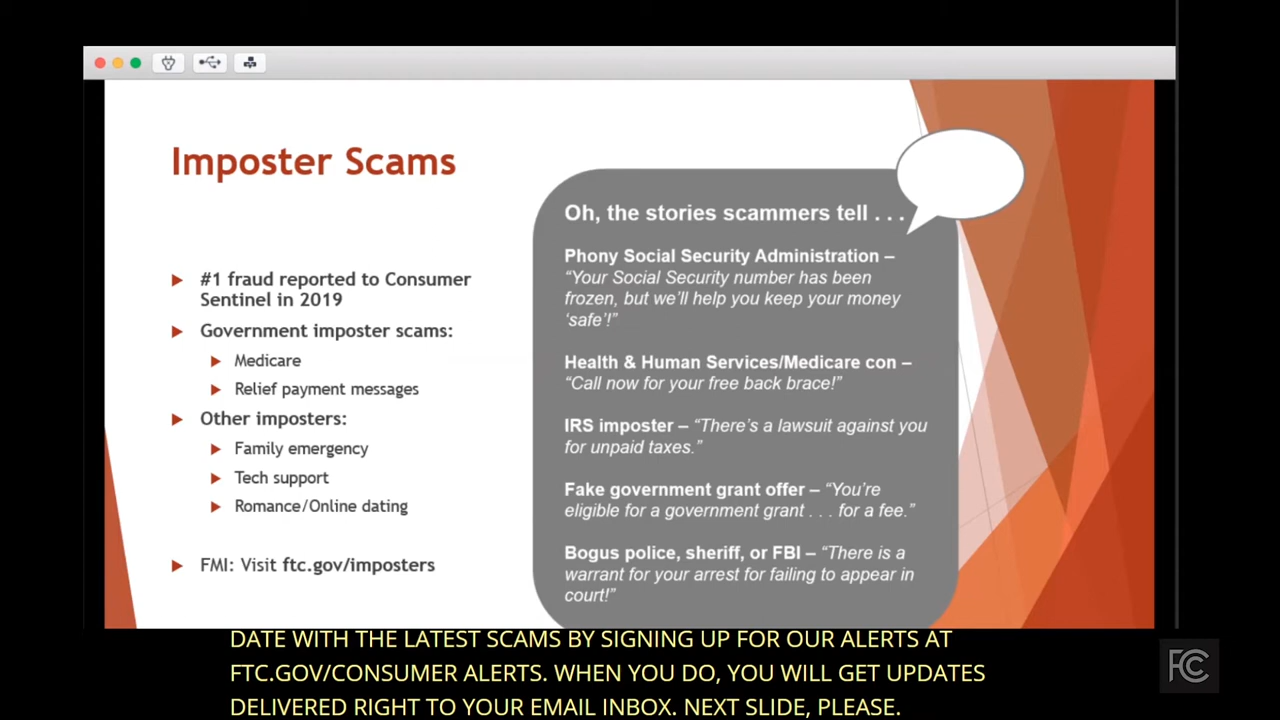 Imposter Scams
#1 fraud reported to Consumer
Sentinel in 2019
Government imposter scams:
Medicare
Relief payment messages
Other imposters:
Family emergency
Tech support
Romance/Online dating
FMI: Visit ftc.gov/imposters
Oh, the stories scammers tell . . .
Phony Social Security Administration –
“Your Social Security number has been
frozen, but we’ll help you keep your money
‘safe’!”
Health & Human Services/Medicare con –
“Call now for your free back brace!”
IRS imposter – “There’s a lawsuit against you
for unpaid taxes.”
Fake government grant offer – “You’re
eligible for a government grant . . . for a fee.”
Bogus police, sheriff, or FBI – “There is a
warrant for your arrest for failing to appear in
court!”
DATE WITH THE LATEST SCAMS BY SIGNING UP FOR OUR ALERTS AT
FTC.GOV/CONSUMER ALERTS. WHEN YOU DO, YOU WILL GET UPDATES
DELIVERED RIGHT TO YOUR EMAIL INBOX. NEXT SLIDE, PLEASE.
FCC